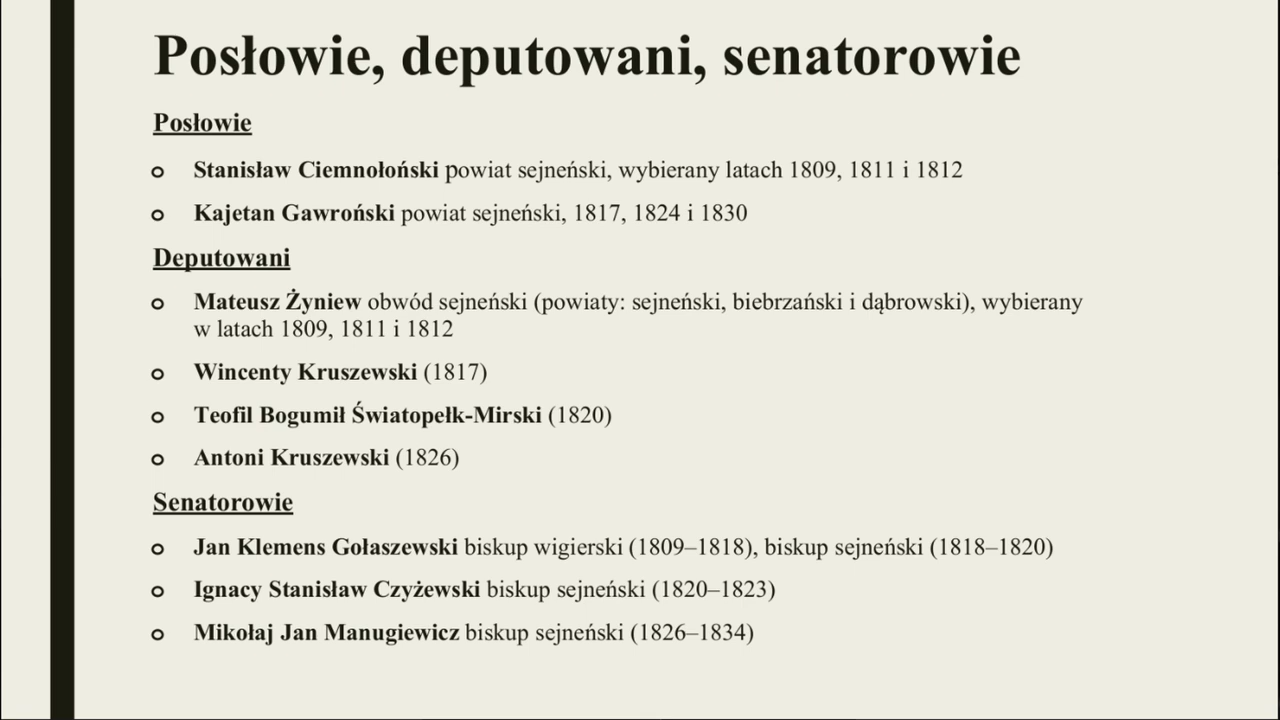 Posłowie, deputowani, senatorowie
Posłowie
Stanisław Ciemnołoński powiat sejneński, wybierany latach 1809, 1811 i 1812
Kajetan Gawroński powiat sejneński, 1817, 1824 i 1830
Deputowani
Mateusz Żyniew obwód sejneński (powiaty: sejneński, biebrzański i dąbrowski), wybierany
w latach 1809, 1811 i 1812
Wincenty Kruszewski (1817)
Teofil Bogumił Światopełk-Mirski (1820)
Antoni Kruszewski (1826)
Senatorowie
Jan Klemens Gołaszewski biskup wigierski (1809–1818), biskup sejneński (1818–1820)
Ignacy Stanisław Czyżewski biskup sejneński (1820–1823)
Mikołaj Jan Manugiewicz biskup sejneński (1826–1834)